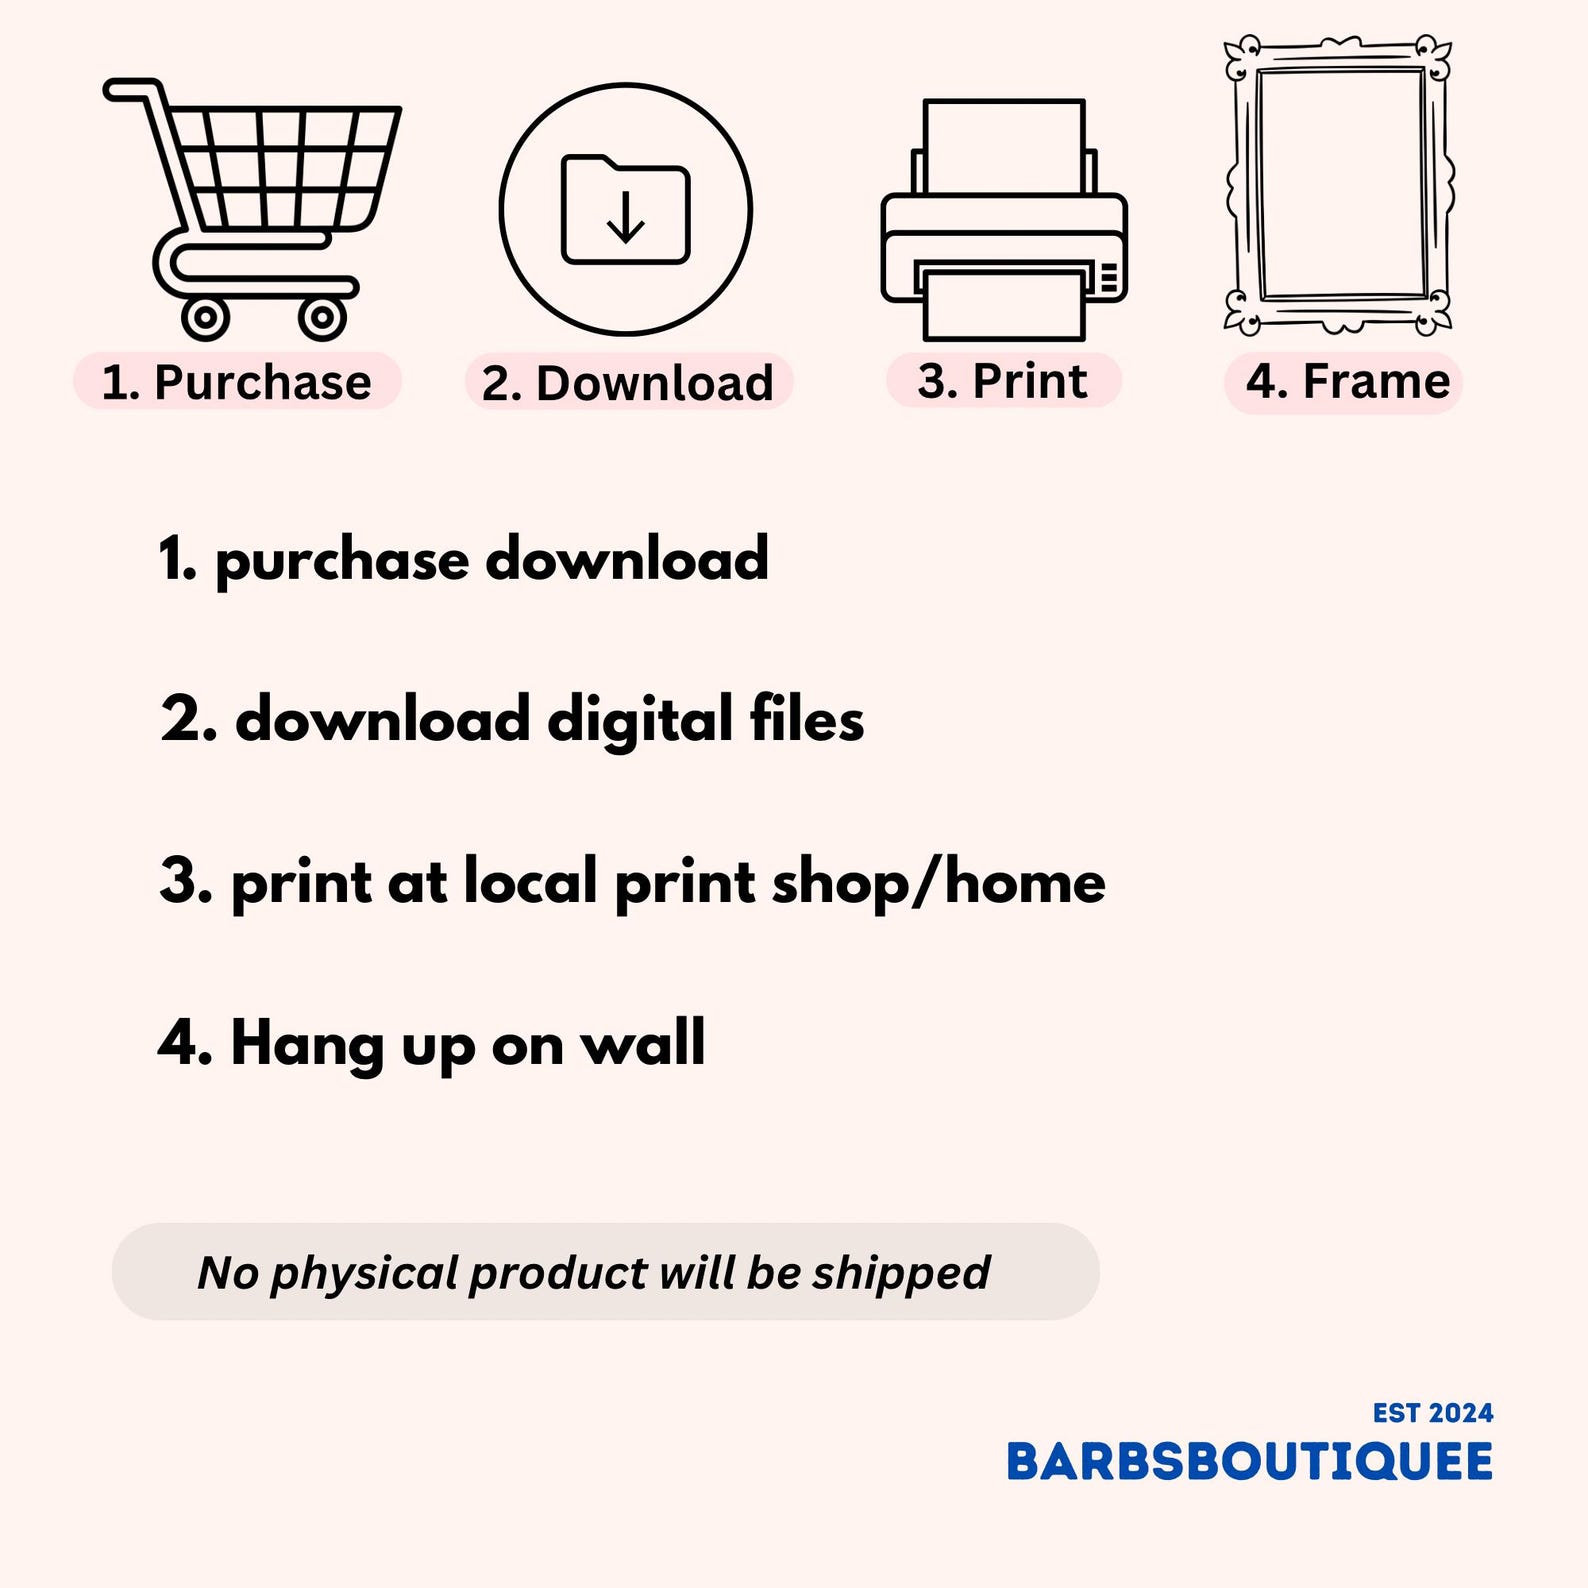 1. Purchase
2. Download
3. Print
4. Frame
1. purchase download
2. download digital files
3. print at local print shop/home
4. Hang up on wall
No physical product will be shipped
EST 2024
BARBSBOUTIQUEE